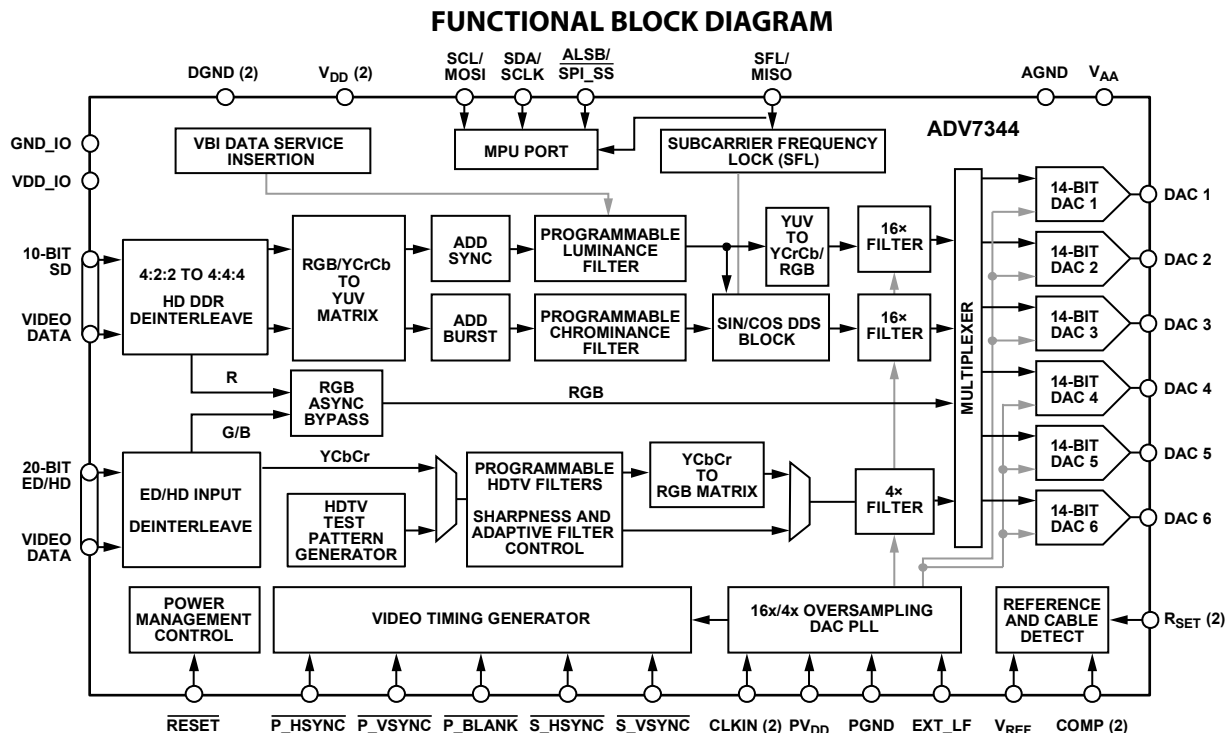 FUNCTIONAL BLOCK DIAGRAM
DGND (2)
VDD (2)
SCL/
MOSI
SDA/
SCLK
ALSB/
SPI_SS
SFL/
MISO
AGND
VAA
GND_IO
VDD_IO
VBI DATA SERVICE
INSERTION
MPU PORT
SUBCARRIER FREQUENCY
LOCK (SFL)
ADV7344
10-BIT
SD
VIDEO
DATA
4:2:2 TO 4:4:4
HD DDR
DEINTERLEAVE
RGB/YCrCb
TO
YUV
MATRIX
ADD
SYNC
PROGRAMMABLE
LUMINANCE
FILTER
YUV
TO
YCrCb/
RGB
16×
FILTER
ADD
BURST
PROGRAMMABLE
CHROMINANCE
FILTER
SIN/COS DDS
BLOCK
16×
FILTER
MULTIPLEXER
14-BIT
DAC 1
DAC 1
14-BIT
DAC 2
DAC 2
14-BIT
DAC 3
DAC 3
14-BIT
DAC 4
DAC 4
14-BIT
DAC 5
DAC 5
14-BIT
DAC 6
DAC 6
R
G/B
RGB
ASYNC
BYPASS
RGB
20-BIT
ED/HD
VIDEO
DATA
ED/HD INPUT
DEINTERLEAVE
YCbCr
HDTV
TEST
PATTERN
GENERATOR
PROGRAMMABLE
HDTV FILTERS
SHARPNESS AND
ADAPTIVE FILTER
CONTROL
YCbCr
TO
RGB MATRIX
4×
FILTER
POWER
MANAGEMENT
CONTROL
VIDEO TIMING GENERATOR
16x/4x OVERSAMPLING
DAC PLL
REFERENCE
AND CABLE
DETECT
RSET (2)
RESET
P_HSYNC
P_VSYNC
P_BLANK
S_HSYNC
S_VSYNC
CLKIN (2)
PVDD
PGND
EXT_LF
VREF
COMP (2)